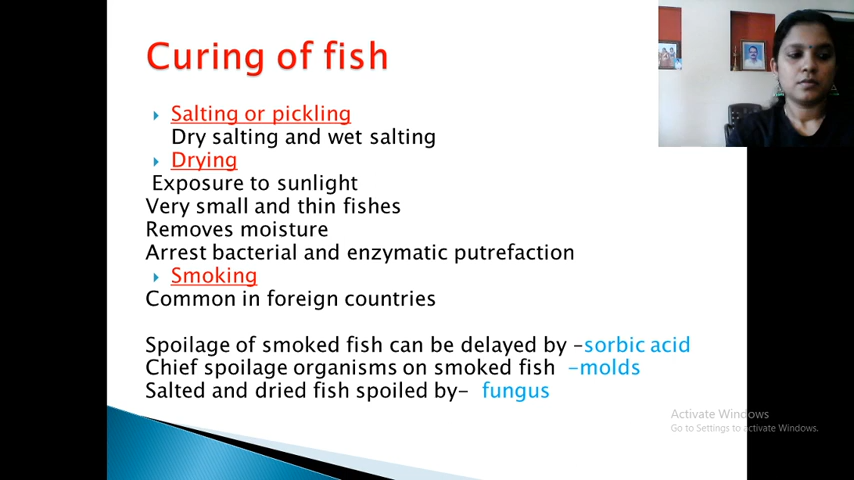 Curing of fish
Salting or pickling
Dry salting and wet salting
Drying
Exposure to sunlight
Very small and thin fishes
Removes moisture
Arrest bacterial and enzymatic putrefaction
Smoking
Common in foreign countries
Spoilage of smoked fish can be delayed by –sorbic acid
Chief spoilage organisms on smoked fish –molds
Salted and dried fish spoiled by– fungus
Activate Windows
Go to Settings to activate Windows.